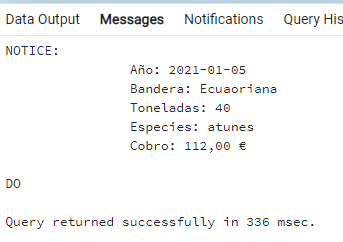 Data Output Messages Notifications Query His
NOTICE:
Año: 2021-01-05
Bandera: Ecuaoriana
Toneladas: 40
Especies: atunes
Cobro: 112,00 €
DO
Query returned successfully in 336 msec.